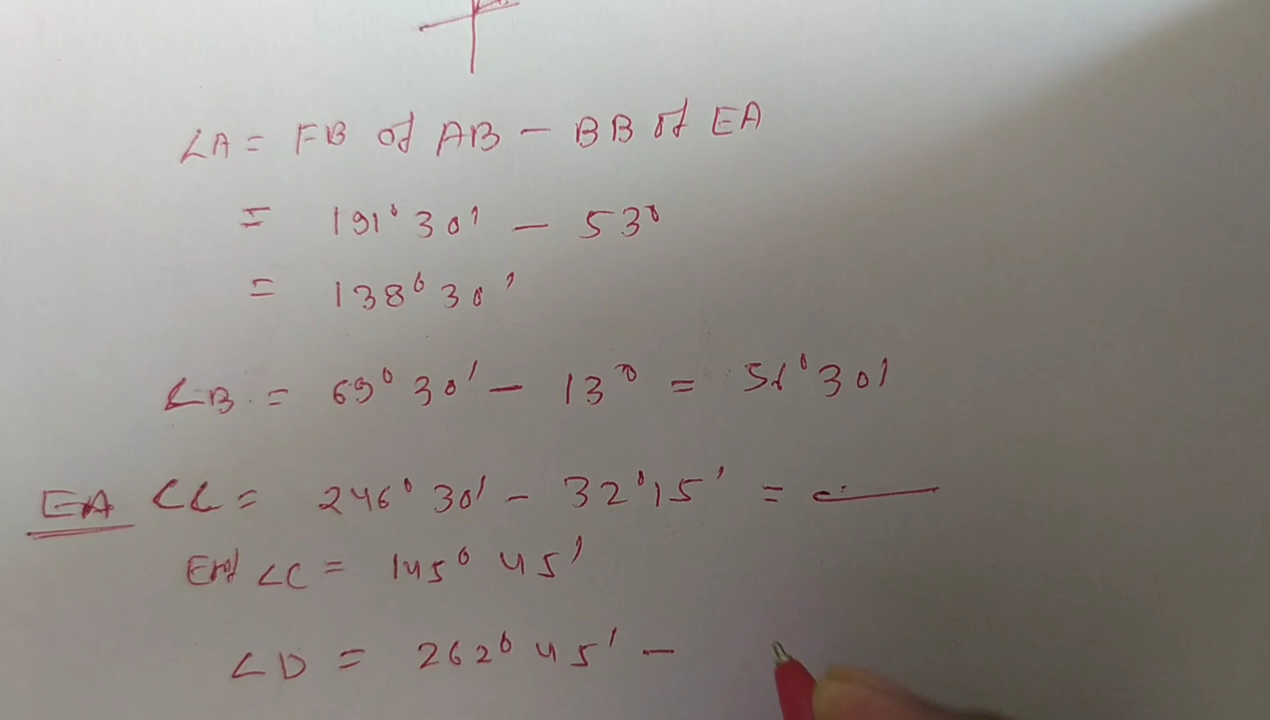 ∠A = FB of AB - BB of EA
= 191° 30' - 53°
= 138° 30'
∠B = 69° 30' - 13° = 56° 30'
EA ∠C = 246° 30' - 32° 15' =
Ext ∠C = 145° 45'
∠D = 262° 45' -